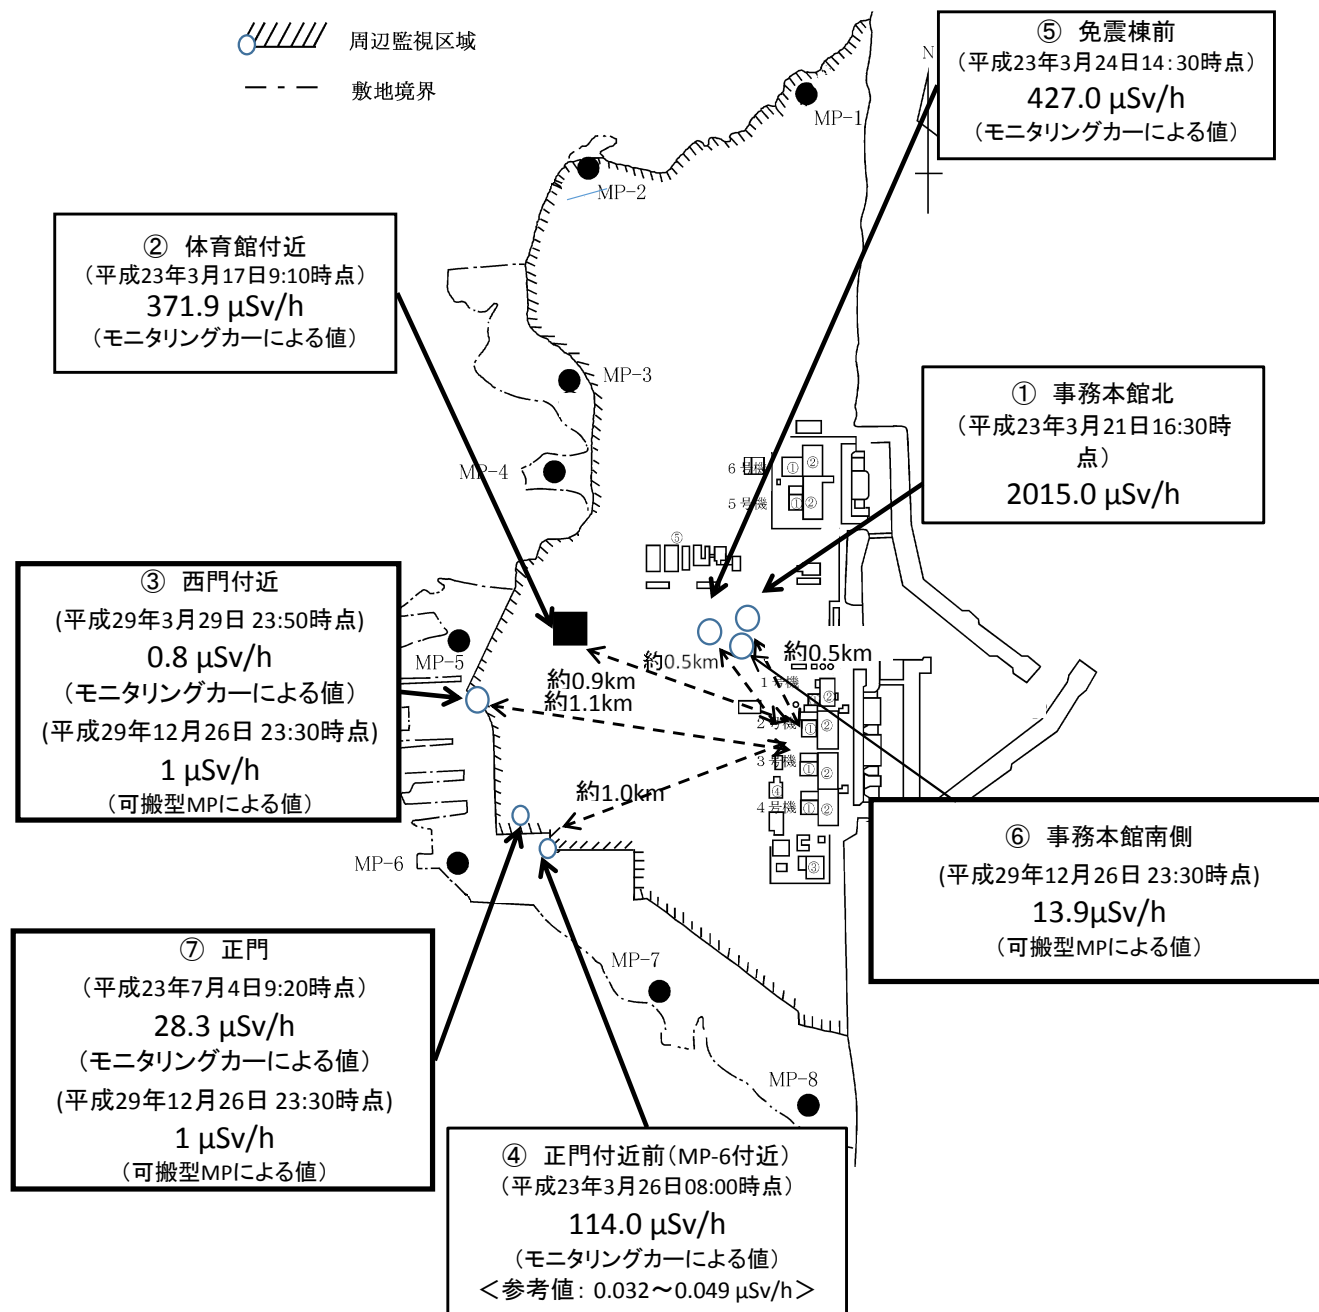 周辺監視区域
敷地境界
⑤ 免震棟前
(平成23年3月24日14:30時点)
427.0 μSv/h
(モニタリングカーによる値)
N
MP-1
MP-2
② 体育館付近
(平成23年3月17日9:10時点)
371.9 μSv/h
(モニタリングカーによる値)
MP-3
① 事務本館北
(平成23年3月21日16:30時
点)
2015.0 μSv/h
MP-4
6号機
① ②
5号機
① ②
⑤
③ 西門付近
(平成29年3月29日 23:50時点)
0.8 μSv/h
(モニタリングカーによる値)
(平成29年12月26日 23:30時点)
1 μSv/h
(可搬型MPによる値)
MP-5
約0.5km
約0.5km
約0.9km
約1.1km
1号機
②
2号機
① ②
3号機
① ②
約1.0km
④
4号機
① ②
③
MP-6
⑥ 事務本館南側
(平成29年12月26日 23:30時点)
13.9μSv/h
(可搬型MPによる値)
⑦ 正門
(平成23年7月4日9:20時点)
28.3 μSv/h
(モニタリングカーによる値)
(平成29年12月26日 23:30時点)
1 μSv/h
(可搬型MPによる値)
MP-7
MP-8
④ 正門付近前(MP-6付近)
(平成23年3月26日08:00時点)
114.0 μSv/h
(モニタリングカーによる値)
<参考値: 0.032~0.049 μSv/h>